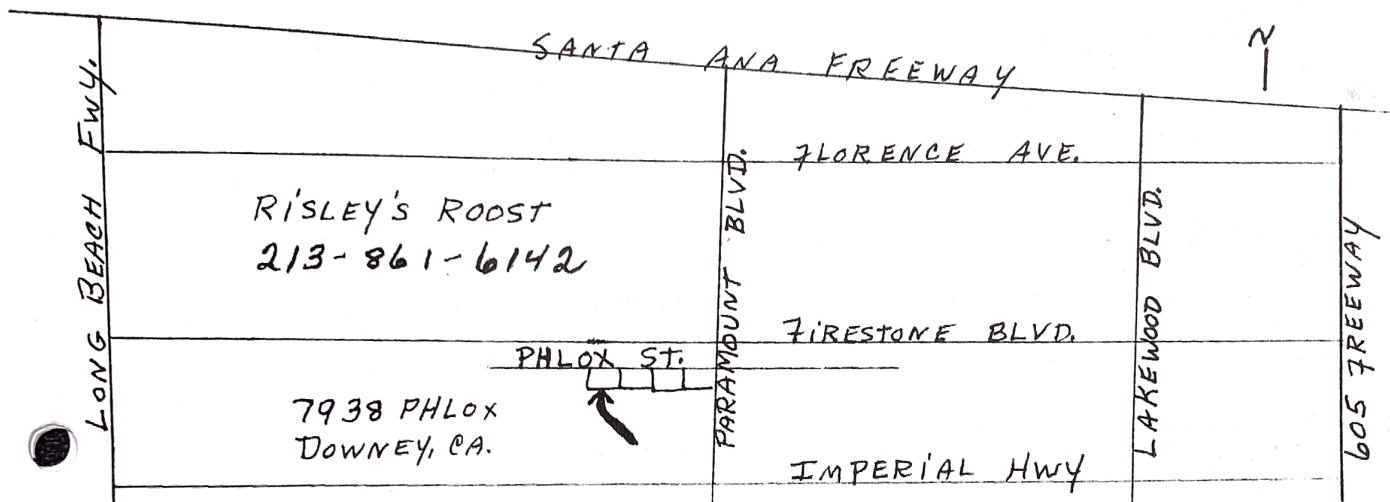 N
SANTA ANA FREEWAY
LONG BEACH FWY.
FLORENCE AVE.
RISLEY'S ROOST
213-861-6142
PARAMOUNT BLVD.
LAKEWOOD BLVD.
605 FREEWAY
FIRESTONE BLVD.
PHLOX ST.
7938 PHLOX
DOWNEY, CA.
IMPERIAL HWY